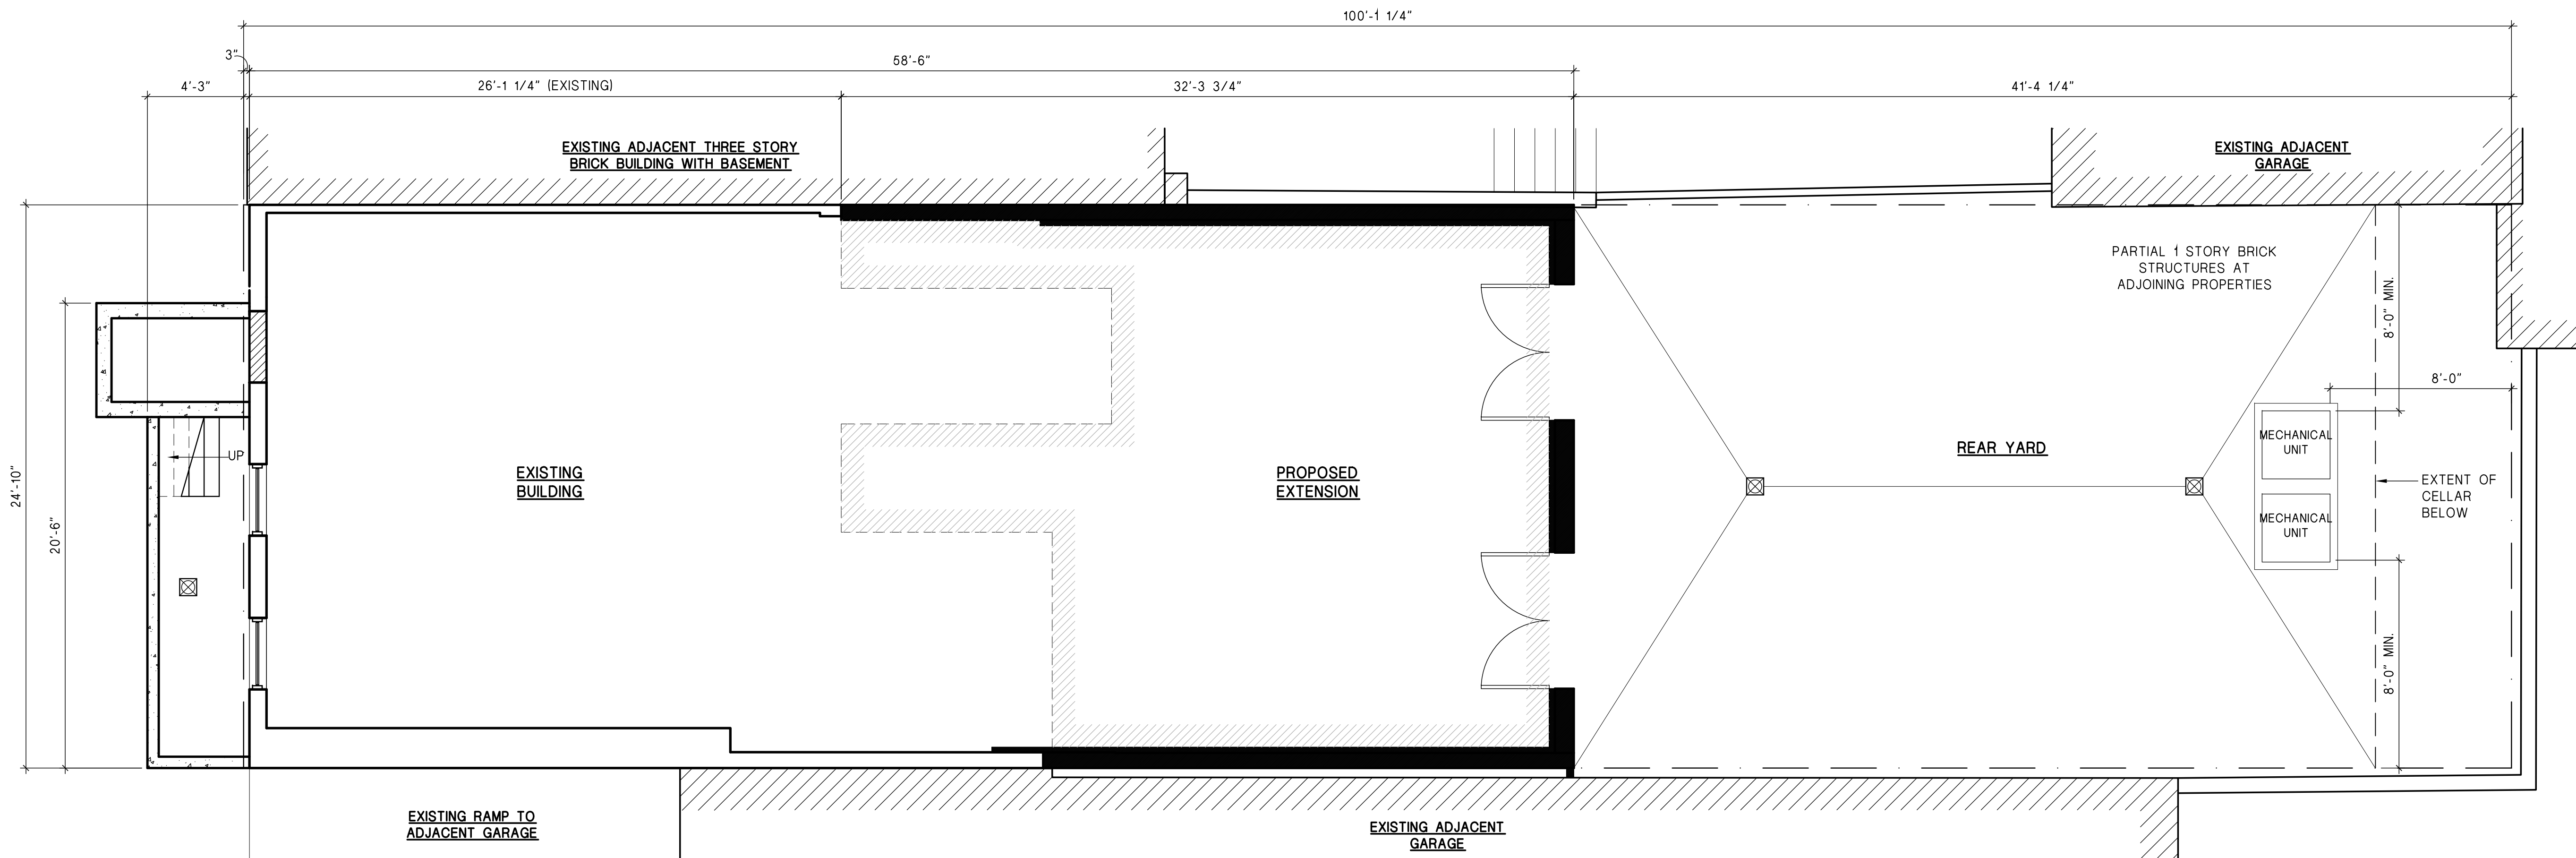 100'-1 1/4"
3"
58'-6"
4'-3"
26'-1 1/4" (EXISTING)
32'-3 3/4"
41'-4 1/4"
EXISTING ADJACENT THREE STORY
BRICK BUILDING WITH BASEMENT
EXISTING ADJACENT
GARAGE
PARTIAL 1 STORY BRICK
STRUCTURES AT
ADJOINING PROPERTIES
8'-0" MIN.
8'-0"
MECHANICAL
UNIT
REAR YARD
UP
EXISTING
BUILDING
PROPOSED
EXTENSION
24'-10"
20'-6"
EXTENT OF
CELLAR
BELOW
MECHANICAL
UNIT
8'-0" MIN.
EXISTING RAMP TO
ADJACENT GARAGE
EXISTING ADJACENT
GARAGE